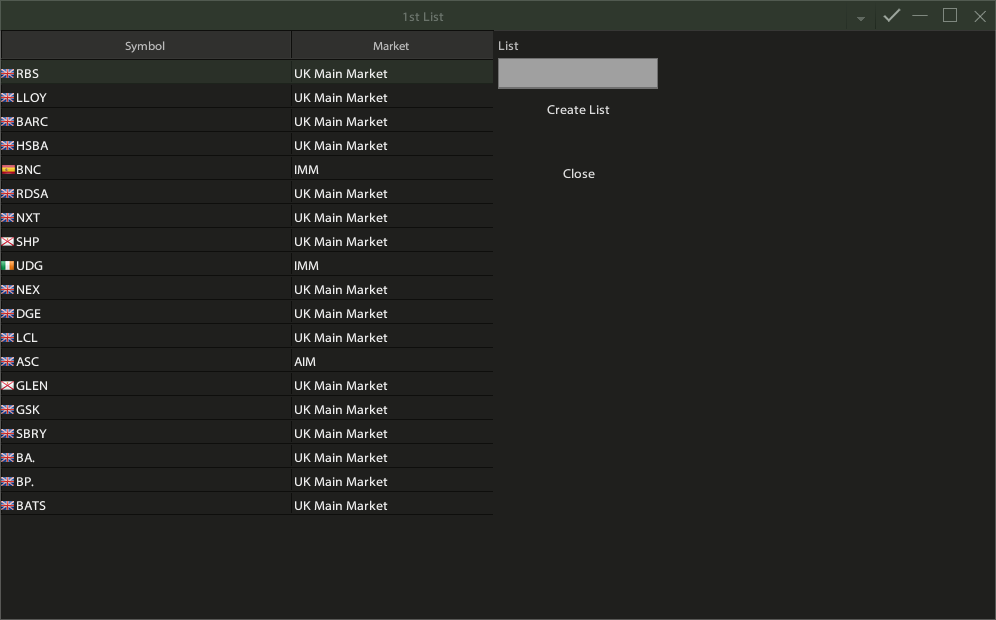 1st List
Symbol Market
RBS UK Main Market
LLOY UK Main Market
BARC UK Main Market
HSBA UK Main Market
BNC IMM
RDSA UK Main Market
NXT UK Main Market
SHP UK Main Market
UDG IMM
NEX UK Main Market
DGE UK Main Market
LCL UK Main Market
ASC AIM
GLEN UK Main Market
GSK UK Main Market
SBRY UK Main Market
BA. UK Main Market
BP. UK Main Market
BATS UK Main Market
List
Create List
Close